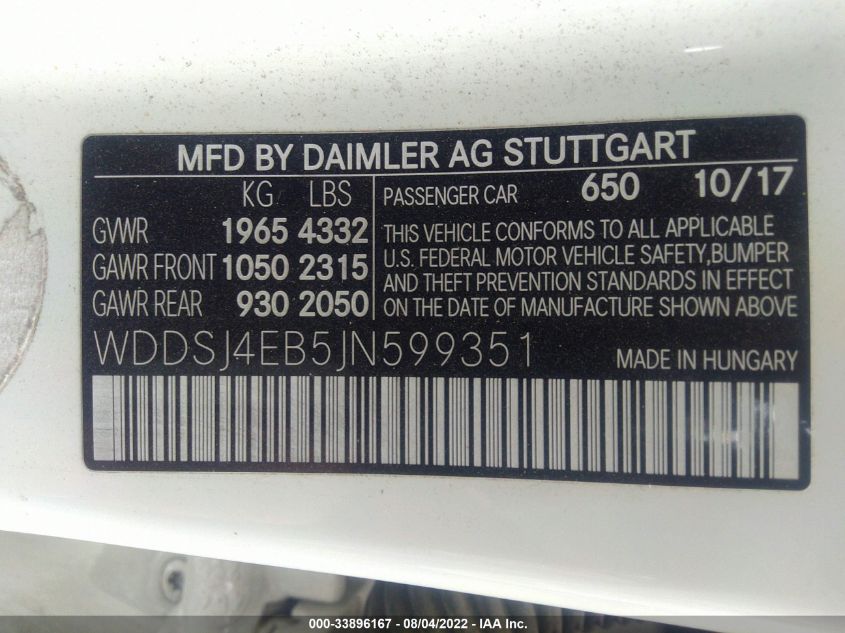 MFD BY DAIMLER AG STUTTGART
KG LBS
GVWR 1965 4332
GAWR FRONT 1050 2315
GAWR REAR 930 2050
PASSENGER CAR 650 10/17
THIS VEHICLE CONFORMS TO ALL APPLICABLE
U.S. FEDERAL MOTOR VEHICLE SAFETY,BUMPER
AND THEFT PREVENTION STANDARDS IN EFFECT
ON THE DATE OF MANUFACTURE SHOWN ABOVE
WDDSJ4EB5JN599351 MADE IN HUNGARY
000-33896167 - 08/04/2022 - IAAI Inc.